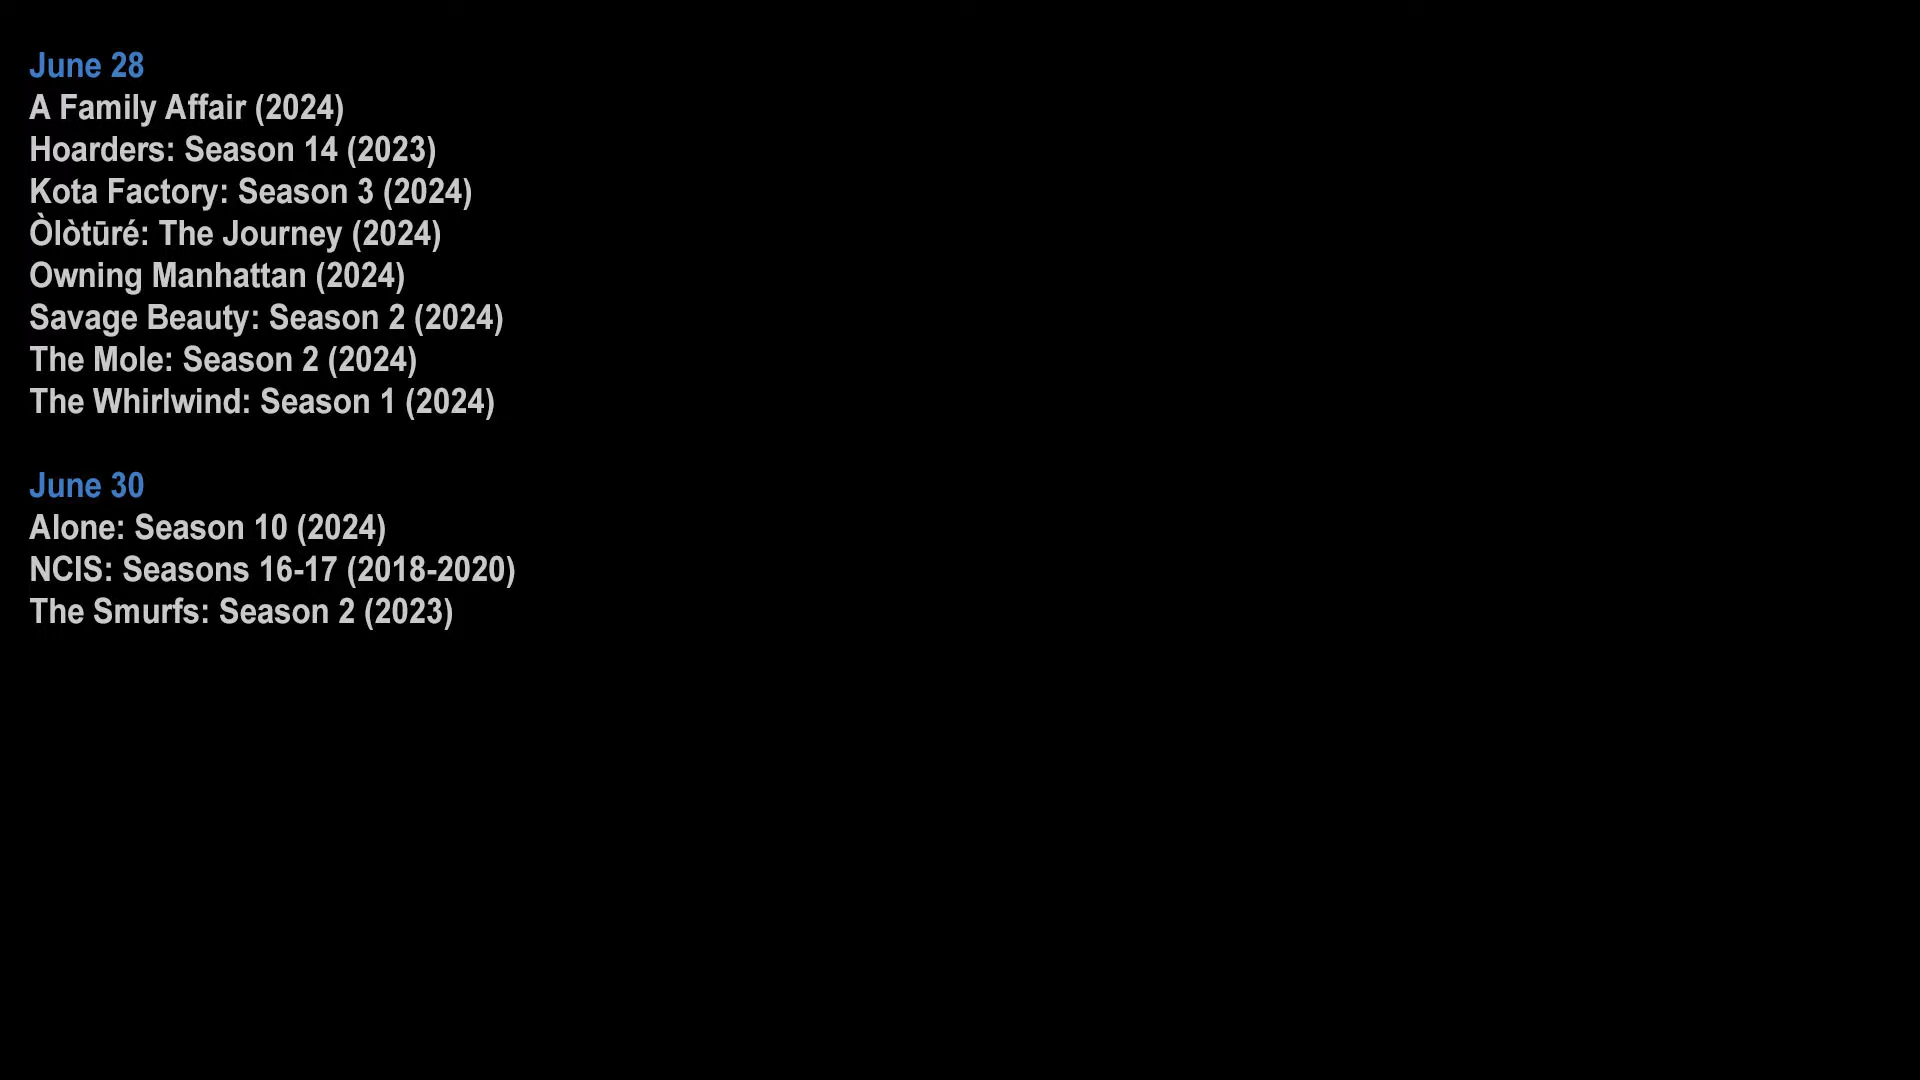 June 28
A Family Affair (2024)
Hoarders: Season 14 (2023)
Kota Factory: Season 3 (2024)
Òlòtūré: The Journey (2024)
Owning Manhattan (2024)
Savage Beauty: Season 2 (2024)
The Mole: Season 2 (2024)
The Whirlwind: Season 1 (2024)
June 30
Alone: Season 10 (2024)
NCIS: Seasons 16-17 (2018-2020)
The Smurfs: Season 2 (2023)